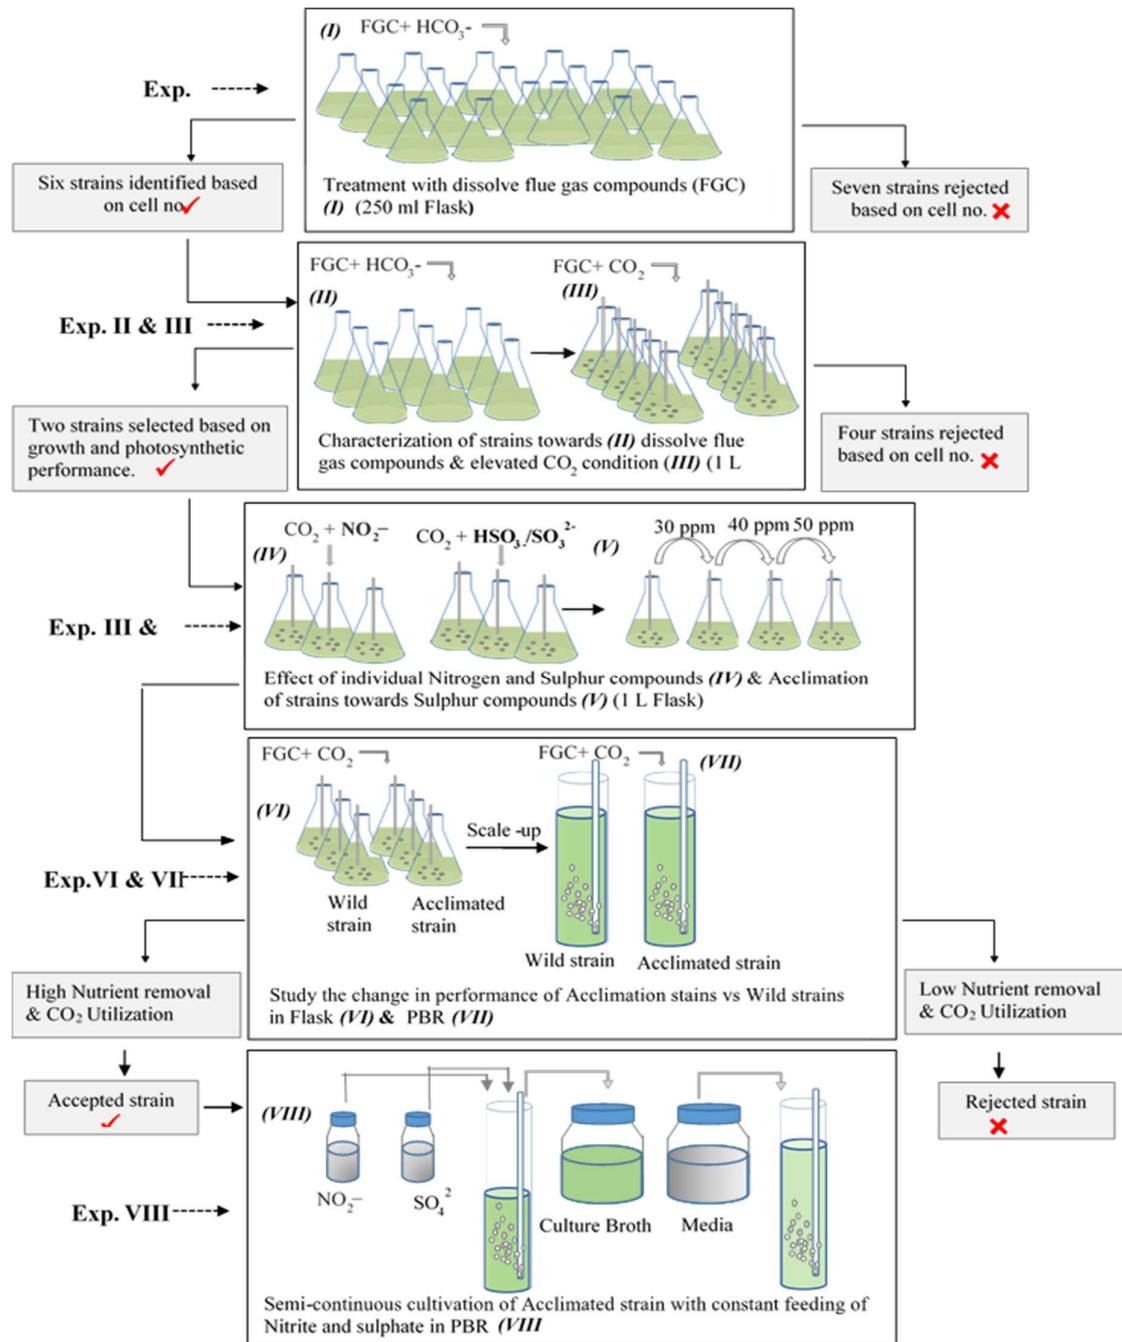 (I) FGC+ HCO3-
Exp.
Six strains identified based
on cell no.
Treatment with dissolve flue gas compounds (FGC)
(I) (250 ml Flask)
Seven strains rejected
based on cell no.
FGC+ HCO3-
(II)
FGC+ CO2
(III)
Exp. II & III
Two strains selected based on
growth and photosynthetic
performance.
Characterization of strains towards (II) dissolve flue
gas compounds & elevated CO2 condition (III) (1 L
Four strains rejected
based on cell no.
CO2 + NO2–
(IV)
CO2 + HSO3-/SO3 2-
(V)
30 ppm 40 ppm 50 ppm
Exp. III &
Effect of individual Nitrogen and Sulphur compounds (IV) & Acclimation
of strains towards Sulphur compounds (V) (1 L Flask)
FGC+ CO2
(VI)
FGC+ CO2
(VII)
Scale -up
Exp.VI & VII
Wild
strain
Acclimated
strain
Wild strain
Acclimated strain
Study the change in performance of Acclimation stains vs Wild strains
in Flask (VI) & PBR (VII)
High Nutrient removal
& CO2 Utilization
Low Nutrient removal
& CO2 Utilization
Accepted strain
Rejected strain
(VIII)
NO2–
SO4 2
Culture Broth
Media
Exp. VIII
Semi-continuous cultivation of Acclimated strain with constant feeding of
Nitrite and sulphate in PBR (VIII